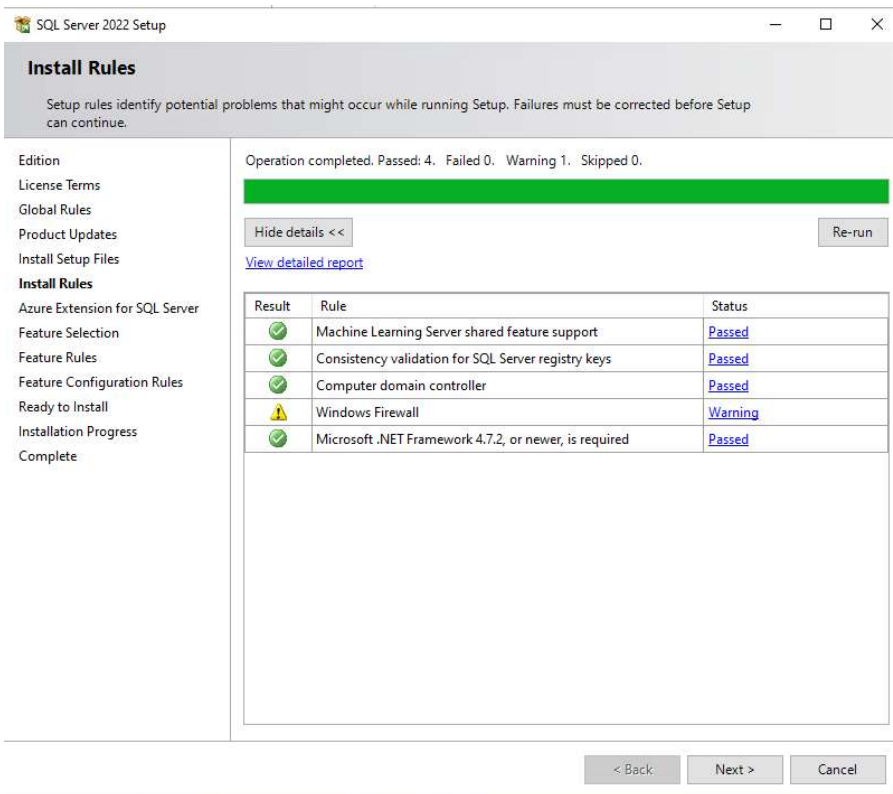 SQL Server 2022 Setup
Install Rules
Setup rules identify potential problems that might occur while running Setup. Failures must be corrected before Setup
can continue.
Edition
License Terms
Global Rules
Product Updates
Install Setup Files
Install Rules
Azure Extension for SQL Server
Feature Selection
Feature Rules
Feature Configuration Rules
Ready to Install
Installation Progress
Complete
Operation completed. Passed: 4. Failed 0. Warning 1. Skipped 0.
Hide details <<
Re-run
View detailed report
Result Rule Status
Machine Learning Server shared feature support Passed
Consistency validation for SQL Server registry keys Passed
Computer domain controller Passed
Windows Firewall Warning
Microsoft .NET Framework 4.7.2, or newer, is required Passed
< Back Next > Cancel